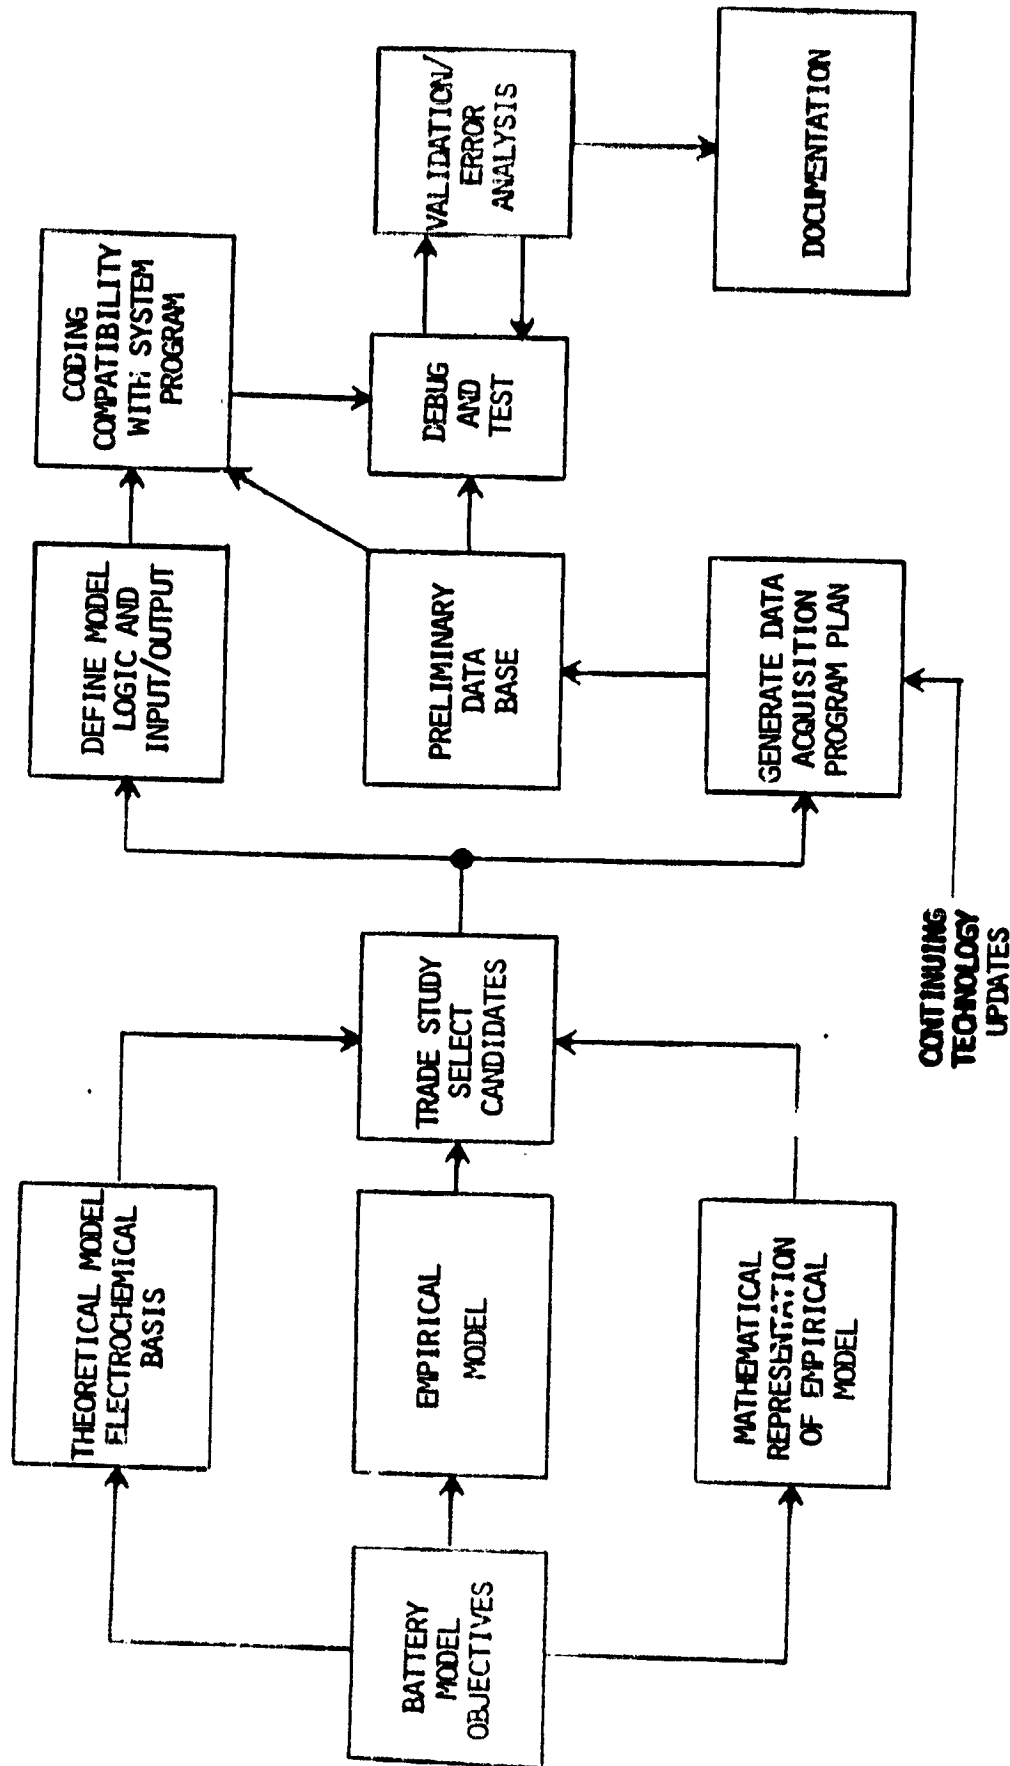 BATTERY
MODEL
OBJECTIVES
THEORETICAL MODEL
ELECTROCHEMICAL
BASIS
EMPIRICAL
MODEL
MATHEMATICAL
REPRESENTATION
OF EMPIRICAL
MODEL
TRADE STUDY
SELECT
CANDIDATES
DEFINE MODEL
LOGIC AND
INPUT/OUTPUT
PRELIMINARY
DATA
BASE
GENERATE DATA
ACQUISITION
PROGRAM PLAN
CONTINUING
TECHNOLOGY
UPDATES
CODING
COMPATIBILITY
WITH SYSTEM
PROGRAM
DEBUG
AND
TEST
VALIDATION/
ERROR
ANALYSIS
DOCUMENTATION